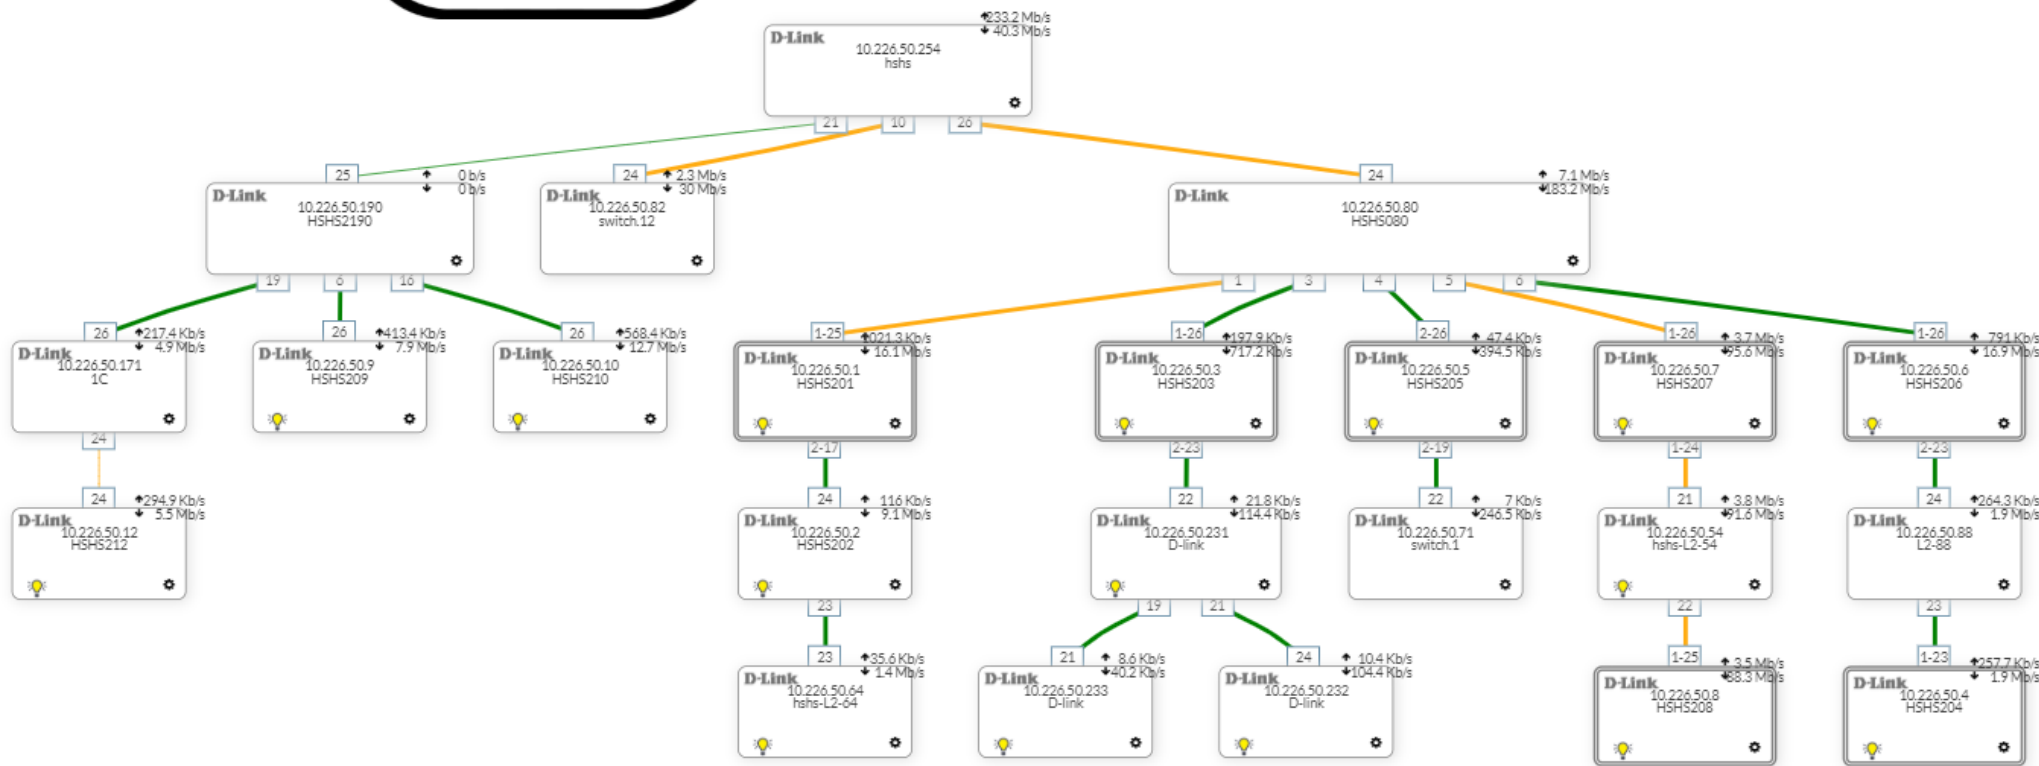 233.2 Mb/s
40.3 Mb/s
D-Link
10.226.50.254
hshs
21
10
26
25
0 b/s
0 b/s
D-Link
10.226.50.190
HSHS2190
24
2.3 Mb/s
30 Mb/s
D-Link
10.226.50.82
switch.12
24
7.1 Mb/s
183.2 Mb/s
D-Link
10.226.50.80
HSHS080
19
6
16
1
3
4
5
6
26
217.4 Kb/s
4.9 Mb/s
D-Link
10.226.50.171
1C
26
413.4 Kb/s
7.9 Mb/s
D-Link
10.226.50.9
HSHS209
26
568.4 Kb/s
12.7 Mb/s
D-Link
10.226.50.10
HSHS210
1-25
16.1 Mb/s
D-Link
10.226.50.1
HSHS201
1-26
197.9 Kb/s
717.2 Kb/s
D-Link
10.226.50.3
HSHS203
2-26
47.4 Kb/s
394.5 Kb/s
D-Link
10.226.50.5
HSHS205
1-26
3.7 Mb/s
95.6 Mb/s
D-Link
10.226.50.7
HSHS207
1-26
791 Kb/s
16.9 Mb/s
D-Link
10.226.50.6
HSHS206
24
2-17
2-23
2-19
1-24
2-23
24
294.9 Kb/s
5.5 Mb/s
D-Link
10.226.50.12
HSHS212
24
116 Kb/s
9.1 Mb/s
D-Link
10.226.50.2
HSHS202
22
21.8 Kb/s
114.4 Kb/s
D-Link
10.226.50.231
D-link
22
7 Kb/s
246.5 Kb/s
D-Link
10.226.50.71
switch.1
21
3.8 Mb/s
91.6 Mb/s
D-Link
10.226.50.54
hshs-L2-54
24
264.3 Kb/s
1.9 Mb/s
D-Link
10.226.50.88
L2-88
23
19
21
22
23
23
35.6 Kb/s
1.4 Mb/s
D-Link
10.226.50.64
hshs-L2-64
21
8.6 Kb/s
40.2 Kb/s
D-Link
10.226.50.233
D-link
24
10.4 Kb/s
104.4 Kb/s
D-Link
10.226.50.232
D-link
1-25
3.5 Mb/s
88.3 Mb/s
D-Link
10.226.50.8
HSHS208
1-23
257.7 Kb/s
1.9 Mb/s
D-Link
10.226.50.4
HSHS204